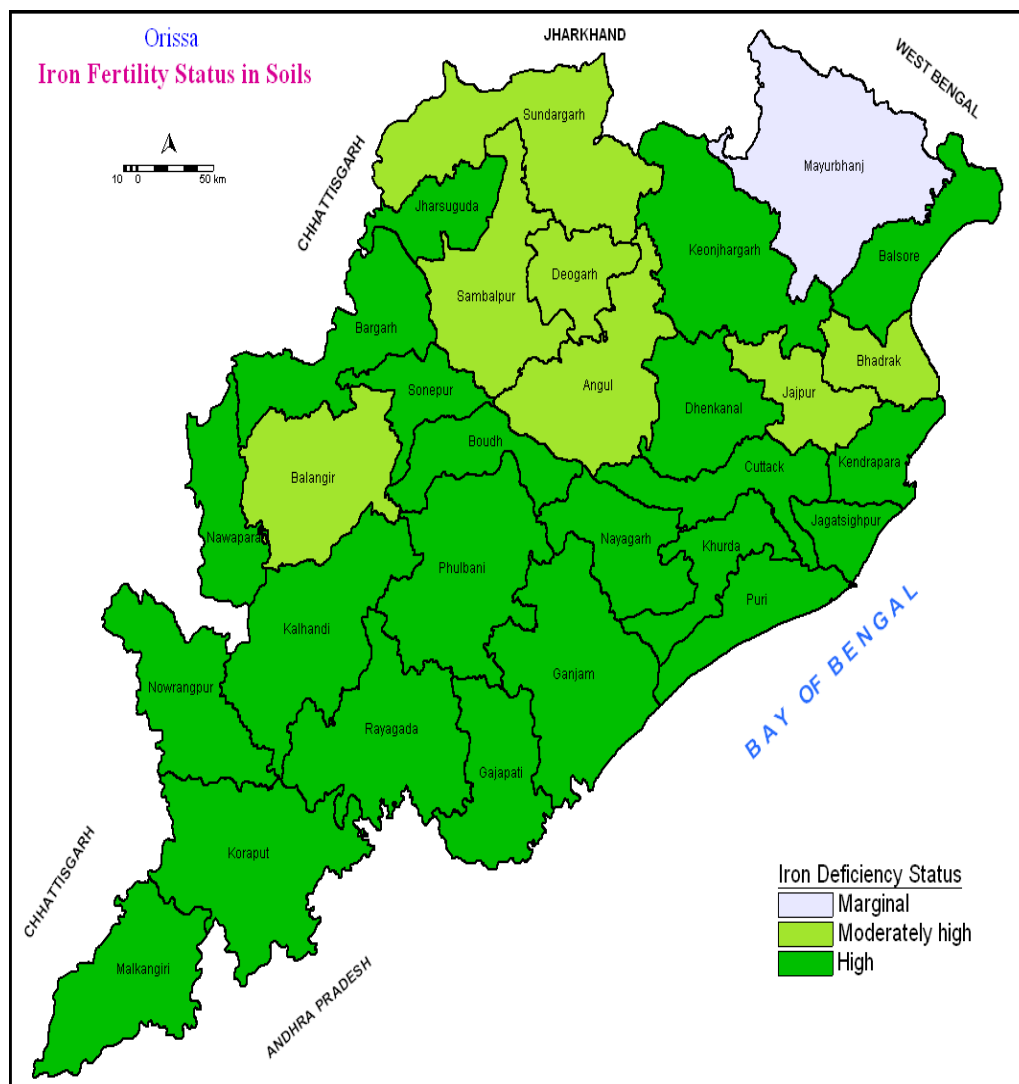 Orissa
Iron Fertility Status in Soils
JHARKHAND
WEST BENGAL
CHHATTISGARH
10 0 50 km
Sundargarh
Mayurbhanj
Jharsuguda
Keonjhargarh
Balsore
Deogarh
Sambalpur
Bargarh
Bhadrak
Angul
Sonepur
Jajpur
Dhenkanal
Boudh
Cuttack
Kendrapara
Balangir
Jagatsighpur
Nawapara
Nayagarh
Khurda
Phulbani
Puri
Kalhandi
Ganjam
Nowrangpur
Rayagada
Gajapati
BAY OF BENGAL
Koraput
CHHATTISGARH
Malkangiri
ANDHRA PRADESH
Iron Deficiency Status
Marginal
Moderately high
High